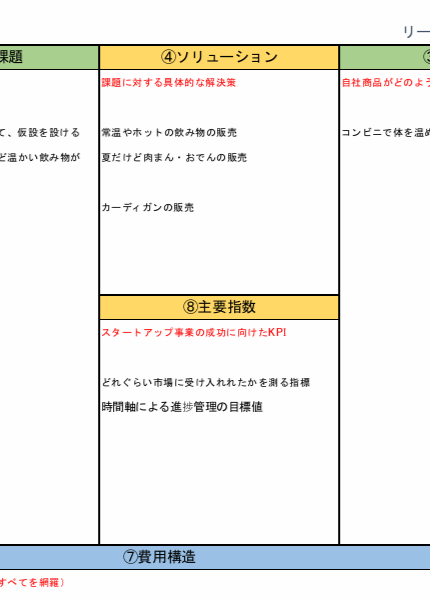 リー
課題
④ソリューション
課題に対する具体的な解決策
自社商品がどのよう
て、仮設を設ける
常温やホットの飲み物の販売
コンビニで体を温め
ど温かい飲み物が
夏だけど肉まん・おでんの販売
カーディガンの販売
⑧主要指数
スタートアップ事業の成功に向けたKPI
どれぐらい市場に受け入れれたかを測る指標
時間軸による進捗管理の目標値
⑦費用構造
すべてを網羅）